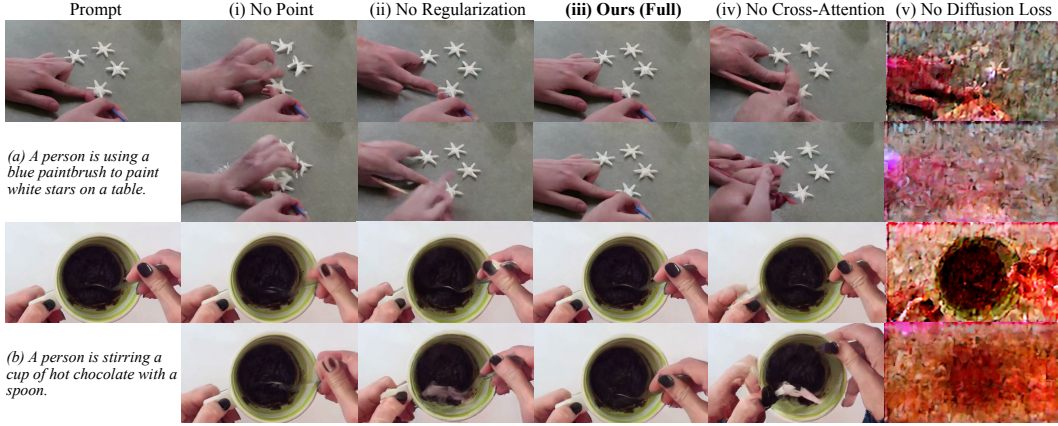 Prompt
(i) No Point
(ii) No Regularization
(iii) Ours (Full)
(iv) No Cross-Attention
(v) No Diffusion Loss
(a) A person is using a
blue paintbrush to paint
white stars on a table.
(b) A person is stirring a
cup of hot chocolate with a
spoon.